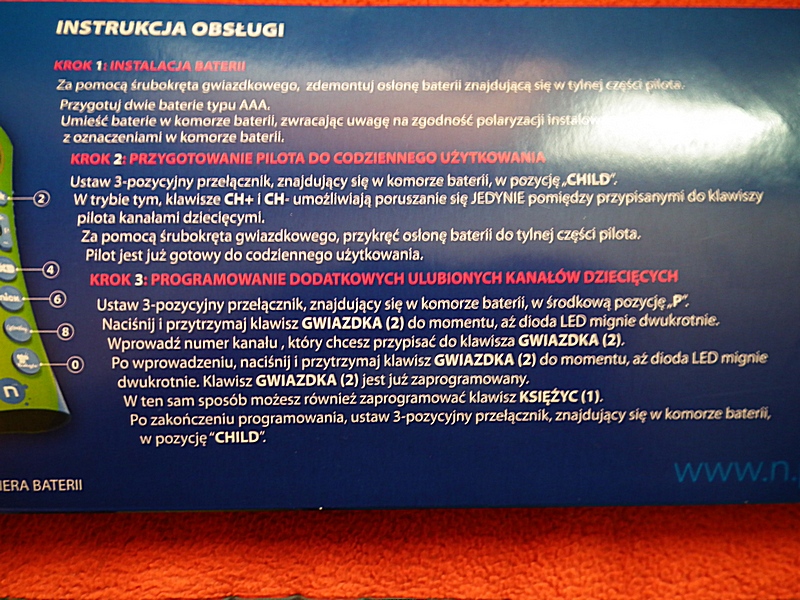 INSTRUKCJA OBSŁUGI
KROK 1: INSTALACJA BATERII
Za pomocą śrubokręta gwiazdkowego, zdemontuj osłonę baterii znajdującą się w tylnej części pilota.
Przygotuj dwie baterie typu AAA.
Umieść baterie w komorze baterii, zwracając uwagę na zgodność polaryzacji
z oznaczeniami w komorze baterii.
KROK 2: PRZYGOTOWANIE PILOTA DO CODZIENNEGO UŻYTKOWANIA
Ustaw 3-pozycyjny przełącznik, znajdujący się w komorze baterii, w pozycję „CHILD”.
W trybie tym, klawisze CH+ i CH- umożliwiają poruszanie się JEDYNIE pomiędzy przypisanymi do klawiszy
pilota kanałami dziecięcymi.
Za pomocą śrubokręta gwiazdkowego, przykręć osłonę baterii do tylnej części pilota.
Pilot jest już gotowy do codziennego użytkowania.
KROK 3: PROGRAMOWANIE DODATKOWYCH ULUBIONYCH KANAŁÓW DZIECIĘCYCH
Ustaw 3-pozycyjny przełącznik, znajdujący się w komorze baterii, w środkową pozycję „P”.
Naciśnij i przytrzymaj klawisz GWIAZDKA (2) do momentu, aż dioda LED mignie dwukrotnie.
Wprowadź numer kanału , który chcesz przypisać do klawisza GWIAZDKA (2).
Po wprowadzeniu, naciśnij i przytrzymaj klawisz GWIAZDKA (2) do momentu, aż dioda LED mignie
dwukrotnie. Klawisz GWIAZDKA (2) jest już zaprogramowany.
W ten sam sposób możesz również zaprogramować klawisz KSIĘŻYC (1).
Po zakończeniu programowania, ustaw 3-pozycyjny przełącznik, znajdujący się w komorze baterii,
w pozycję “CHILD”.
2
4
6
8
0
n
IERA BATERII
www.n.